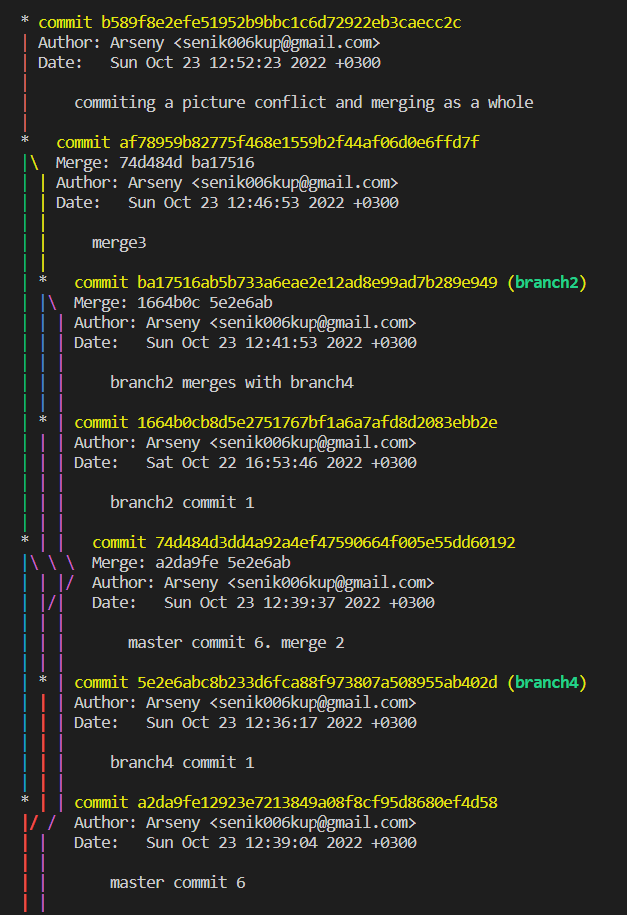 * commit b589f8e2efe51952b9bbc1c6d72922eb3caecc2c
| Author: Arseny <senik006kup@gmail.com>
| Date:   Sun Oct 23 12:52:23 2022 +0300
|
|     commiting a picture conflict and merging as a whole
|
*   commit af78959b82775f468e1559b2f44af06d0e6ffd7f
|\  Merge: 74d484d ba17516
| | Author: Arseny <senik006kup@gmail.com>
| | Date:   Sun Oct 23 12:46:53 2022 +0300
| |
| |     merge3
| |
| *   commit ba17516ab5b733a6eae2e12ad8e99ad7b289e949 (branch2)
| |\  Merge: 1664b0c 5e2e6ab
| | | Author: Arseny <senik006kup@gmail.com>
| | | Date:   Sun Oct 23 12:41:53 2022 +0300
| | |
| | |     branch2 merges with branch4
| | |
| * | commit 1664b0cb8d5e2751767bf1a6a7afd8d2083ebb2e
| | | Author: Arseny <senik006kup@gmail.com>
| | | Date:   Sat Oct 22 16:53:46 2022 +0300
| | |
| | |     branch2 commit 1
| | |
* | |   commit 74d484d3dd4a92a4ef47590664f005e55dd60192
|\ \ \  Merge: a2da9fe 5e2e6ab
| | |/  Author: Arseny <senik006kup@gmail.com>
| |/|   Date:   Sun Oct 23 12:39:37 2022 +0300
| | |
| | |       master commit 6. merge 2
| | |
| * | commit 5e2e6abc8b233d6fca88f973807a508955ab402d (branch4)
| | | Author: Arseny <senik006kup@gmail.com>
| | | Date:   Sun Oct 23 12:36:17 2022 +0300
| | |
| | |     branch4 commit 1
| | |
* | | commit a2da9fe12923e7213849a08f8cf95d8680ef4d58
|/ /  Author: Arseny <senik006kup@gmail.com>
| |   Date:   Sun Oct 23 12:39:04 2022 +0300
| |
| |       master commit 6
| |